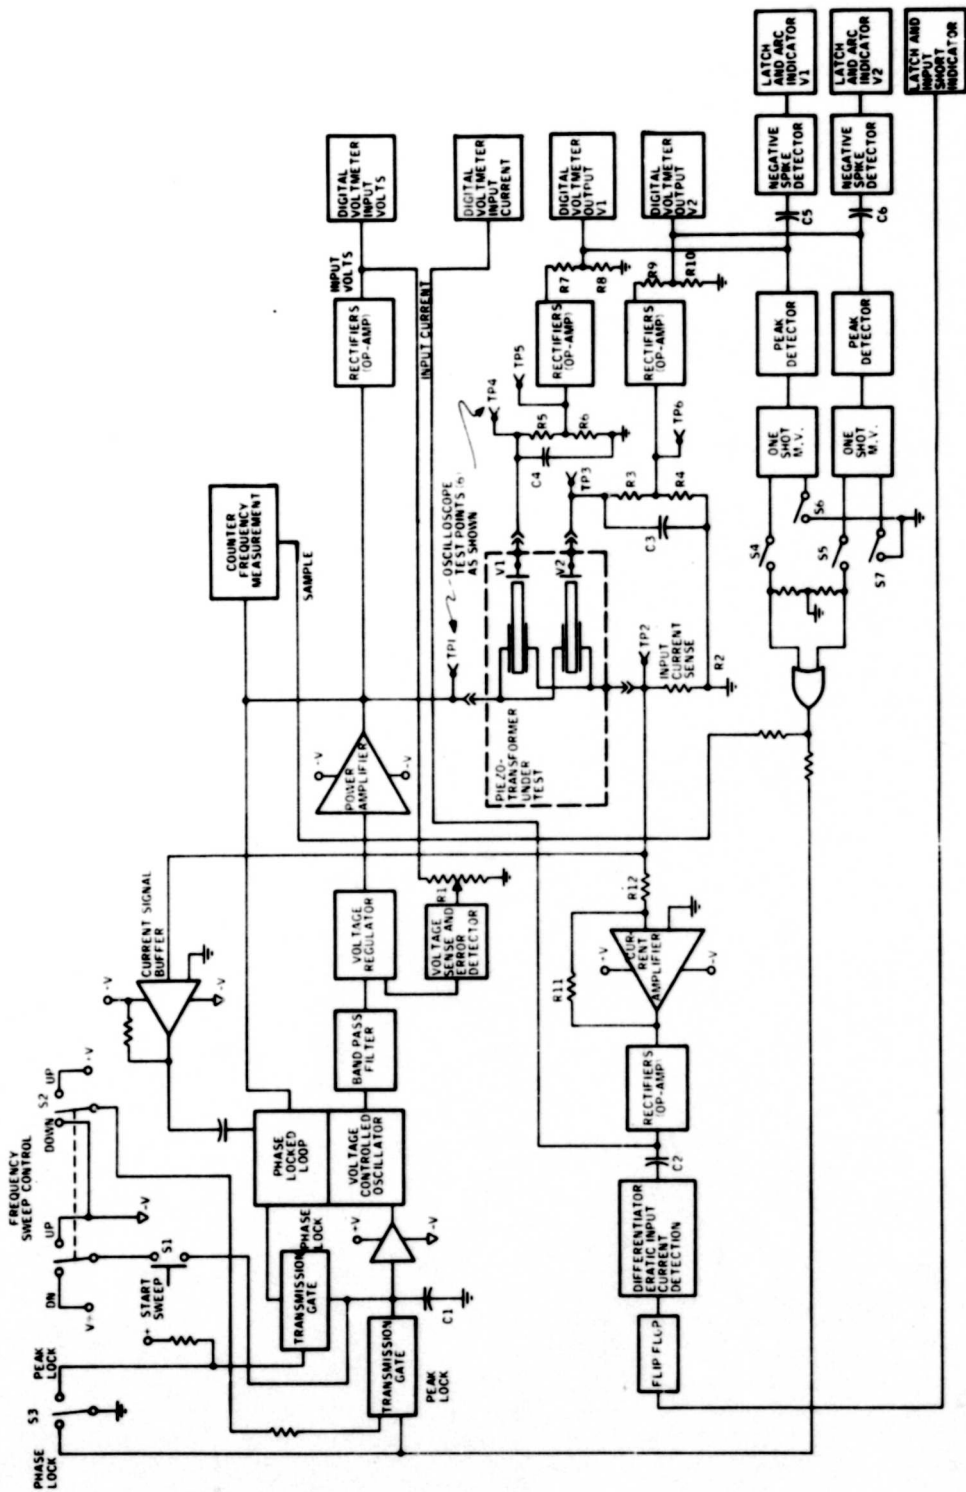 FREQUENCY
SWEEP CONTROL
PHASE LOCK
S3
PEAK LOCK
V+
DN
UP
DOWN
S2
UP
-V
-V
+
START
SWEEP
S1
-V
CURRENT SIGNAL
BUFFER
-V
TRANSMISSION
GATE
PEAK LOCK
C1
TRANSMISSION
GATE
PHASE LOCK
-V
-V
PHASE
LOCKED
LOOP
VOLTAGE
CONTROLLED
OSCILLATOR
BAND PASS
FILTER
VOLTAGE
REGULATOR
VOLTAGE
SENSE AND
ERROR
DETECTOR
R1
-V
POWER
AMPLIFIER
-V
COUNTER
FREQUENCY
MEASUREMENT
SAMPLE
RECTIFIERS
(OP-AMP)
INPUT
VOLTS
INPUT CURRENT
DIGITAL
VOLTMETER
INPUT
VOLTS
DIGITAL
VOLTMETER
INPUT
CURRENT
DIGITAL
VOLTMETER
OUTPUT
V1
DIGITAL
VOLTMETER
OUTPUT
V2
TP1
2 - OSCILLOSCOPE
TEST POINTS (6)
AS SHOWN
TP4
TP5
RECTIFIERS
(OP-AMP)
R7
R8
R5
R6
C4
V1
V2
TP3
PIEZO-
TRANSFORMER
UNDER
TEST
RECTIFIERS
(OP-AMP)
R9
R10
TP6
R3
R4
C3
TP2
INPUT CURRENT
SENSE
R2
R12
R11
-V
CUR-
RENT
AMPLIFIER
-V
RECTIFIERS
(OP-AMP)
C2
DIFFERENTIATOR
ERATIC INPUT
CURRENT
DETECTION
FLIP FLOP
S4
S6
S5
S7
ONE
SHOT
M.V.
ONE
SHOT
M.V.
PEAK
DETECTOR
PEAK
DETECTOR
C5
C6
NEGATIVE
SPIKE
DETECTOR
NEGATIVE
SPIKE
DETECTOR
LATCH
AND ARC
INDICATOR
V1
LATCH
AND ARC
INDICATOR
V2
LATCH AND
INPUT
SHORT
INDICATOR